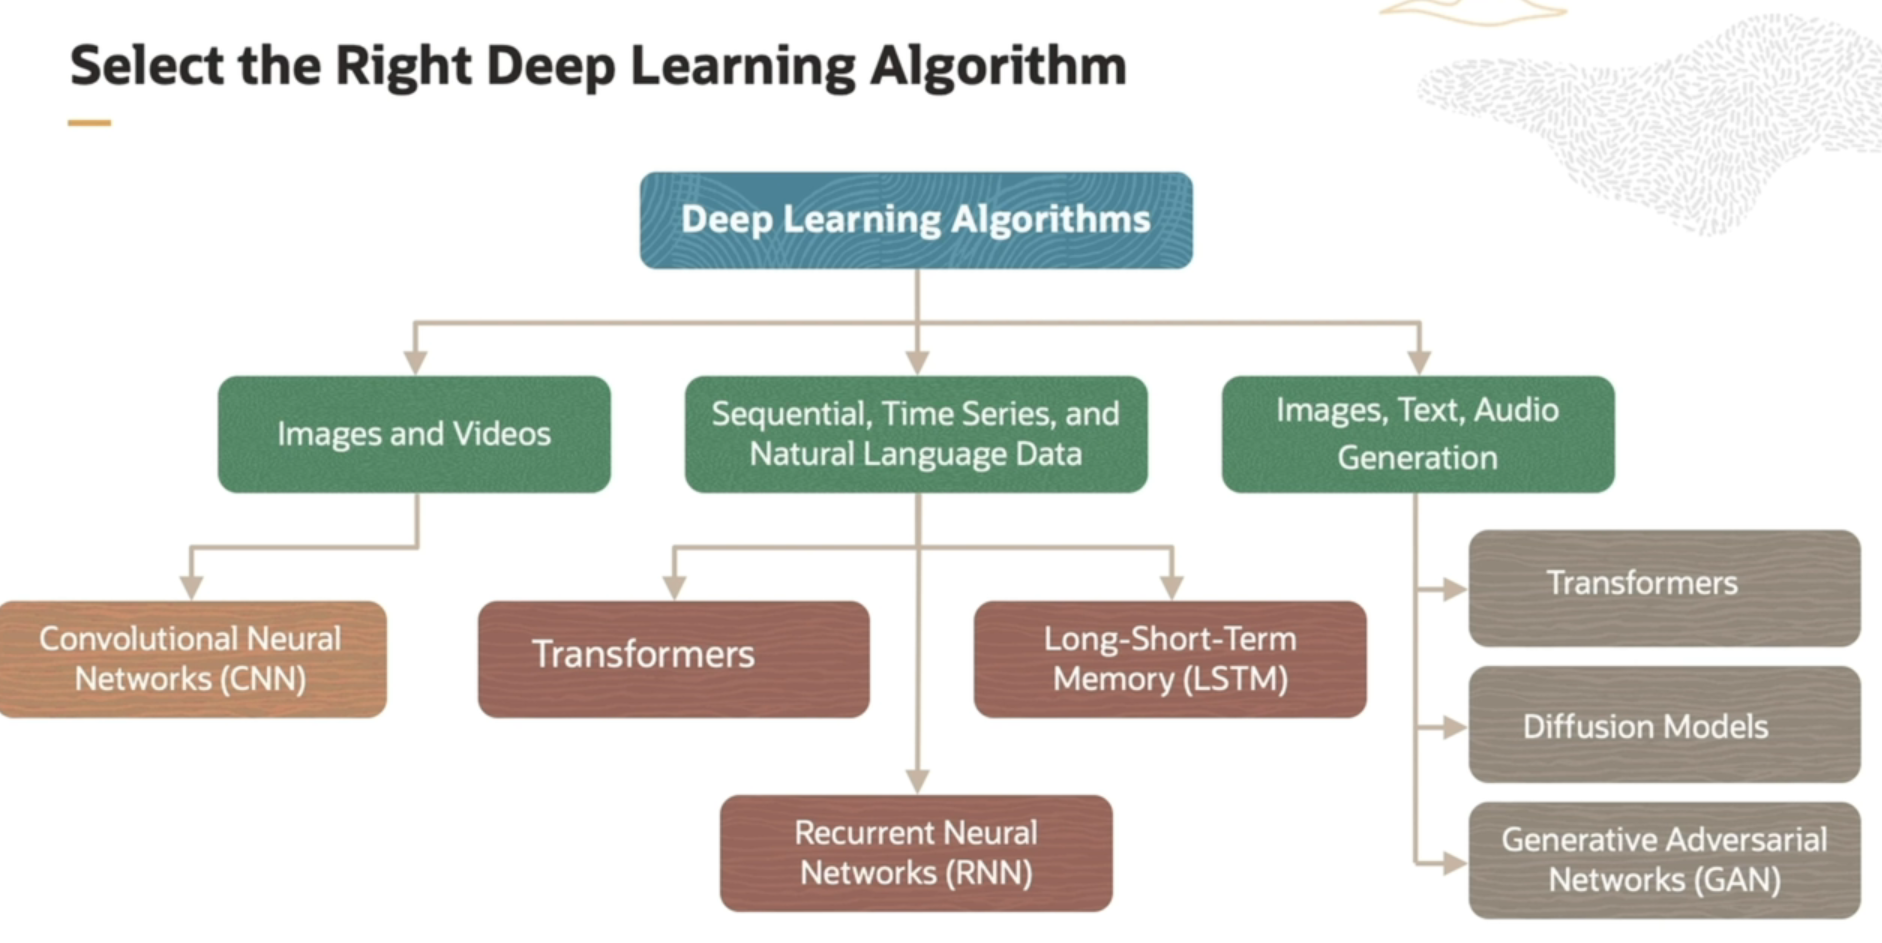 Select the Right Deep Learning Algorithm
Deep Learning Algorithms
Images and Videos
Sequential, Time Series, and
Natural Language Data
Images, Text, Audio
Generation
Convolutional Neural
Networks (CNN)
Transformers
Long-Short-Term
Memory (LSTM)
Recurrent Neural
Networks (RNN)
Transformers
Diffusion Models
Generative Adversarial
Networks (GAN)